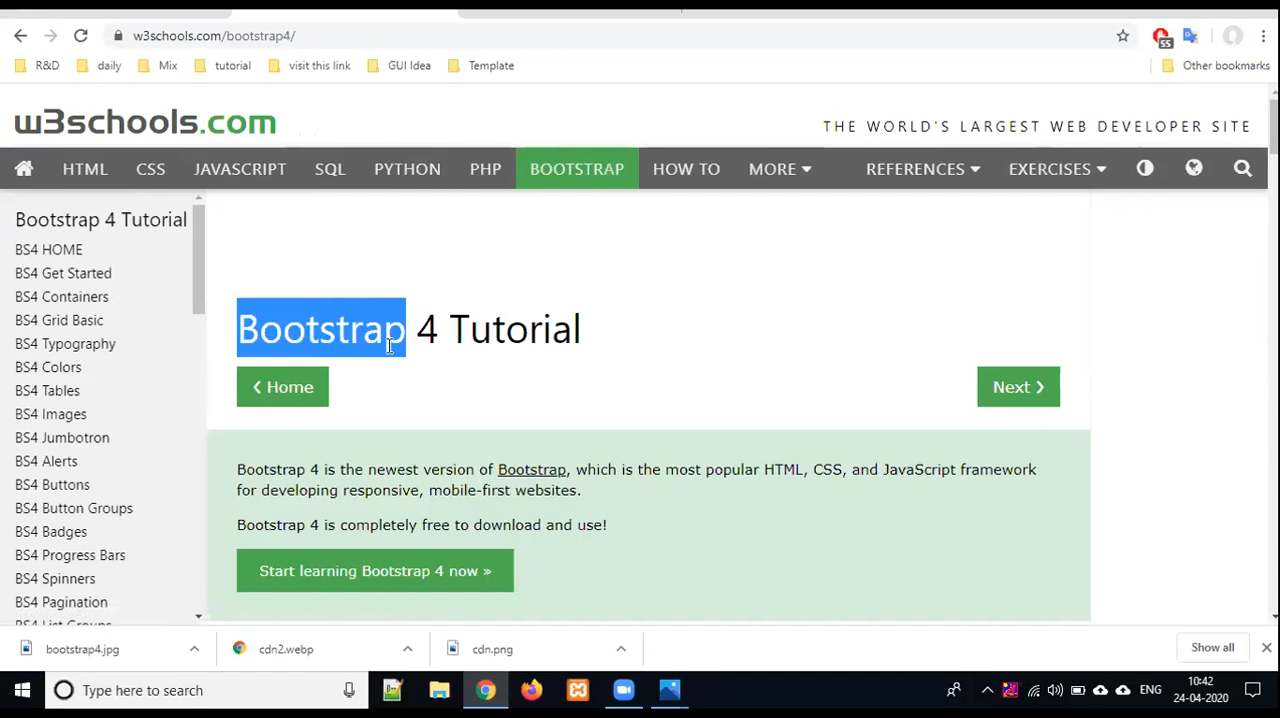 w3schools.com/bootstrap4/
55
R&D daily Mix tutorial visit this link GUI Idea Template Other bookmarks
w3schools.com THE WORLD'S LARGEST WEB DEVELOPER SITE
HTML CSS JAVASCRIPT SQL PYTHON PHP BOOTSTRAP HOW TO MORE REFERENCES EXERCISES
Bootstrap 4 Tutorial
BS4 HOME
BS4 Get Started
BS4 Containers
BS4 Grid Basic
BS4 Typography
BS4 Colors
BS4 Tables
BS4 Images
BS4 Jumbotron
BS4 Alerts
BS4 Buttons
BS4 Button Groups
BS4 Badges
BS4 Progress Bars
BS4 Spinners
BS4 Pagination
BS4 List Groups
Bootstrap 4 Tutorial
❮ Home Next ❯
Bootstrap 4 is the newest version of Bootstrap, which is the most popular HTML, CSS, and JavaScript framework
for developing responsive, mobile-first websites.
Bootstrap 4 is completely free to download and use!
Start learning Bootstrap 4 now »
bootstrap4.jpg cdn2.webp cdn.png Show all
Type here to search ENG 10:42
24-04-2020